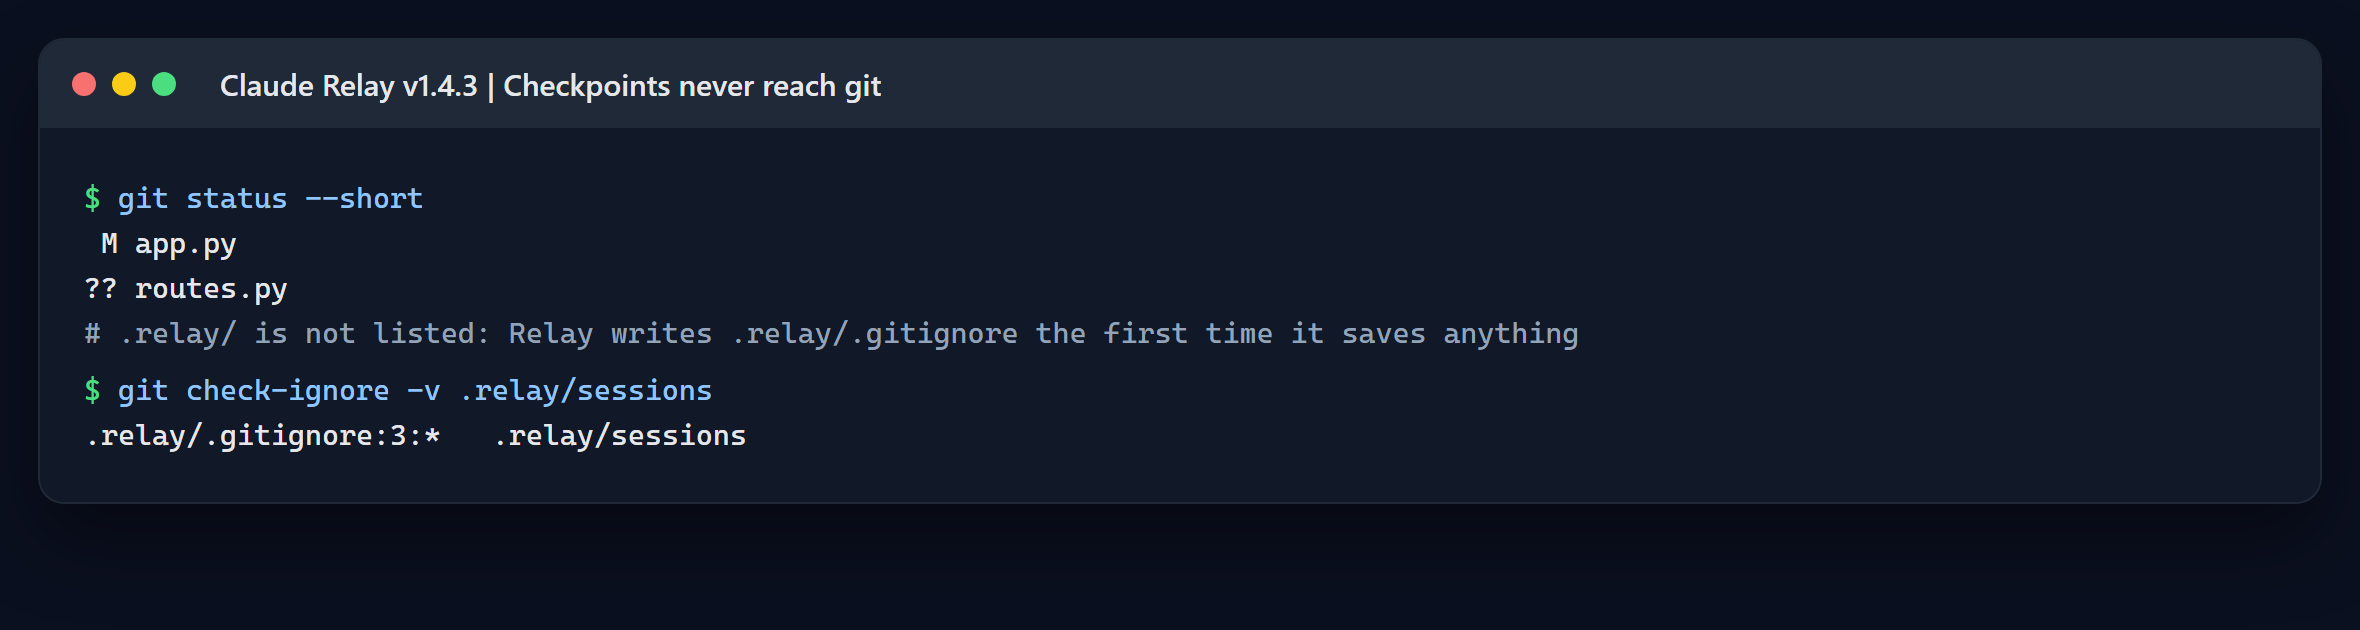 Claude Relay v1.4.3 | Checkpoints never reach git
$ git status --short
 M app.py
?? routes.py
# .relay/ is not listed: Relay writes .relay/.gitignore the first time it saves anything
$ git check-ignore -v .relay/sessions
.relay/.gitignore:3:*   .relay/sessions